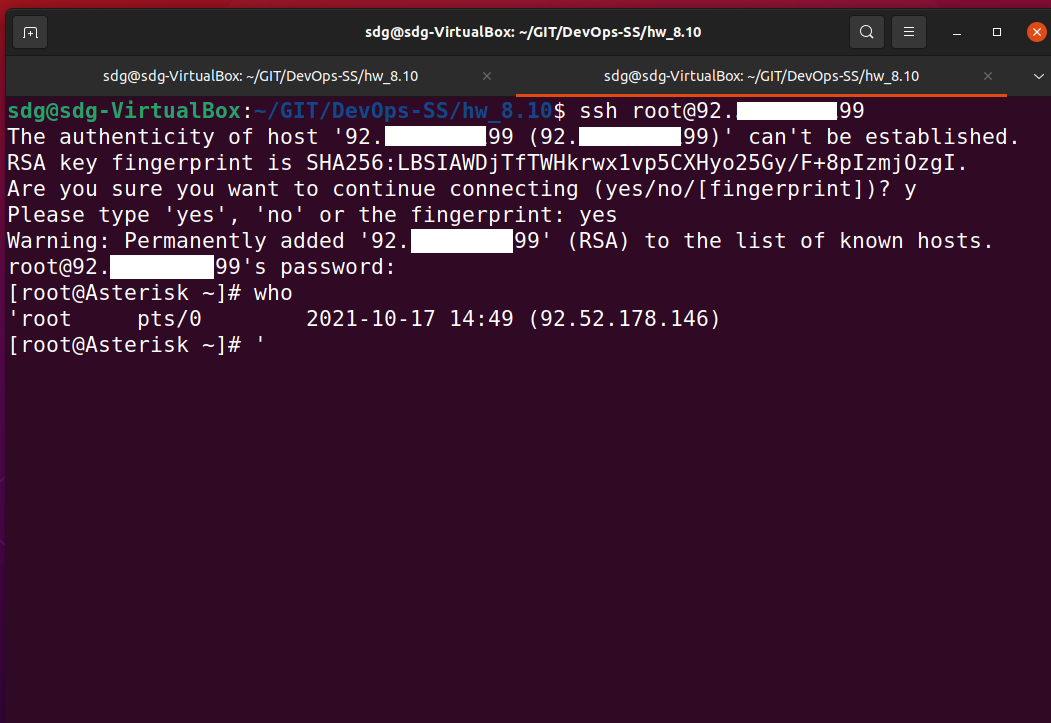 sdg@sdg-VirtualBox: ~/GIT/DevOps-SS/hw_8.10
sdg@sdg-VirtualBox: ~/GIT/DevOps-SS/hw_8.10 sdg@sdg-VirtualBox: ~/GIT/DevOps-SS/hw_8.10
sdg@sdg-VirtualBox:~/GIT/DevOps-SS/hw_8.10$ ssh root@92. 99
The authenticity of host '92. 99 (92. 99)' can't be established.
RSA key fingerprint is SHA256:LBSIAWDjTfTWHkrwx1vp5CXHyo25Gy/F+8pIzmjOzgI.
Are you sure you want to continue connecting (yes/no/[fingerprint])? y
Please type 'yes', 'no' or the fingerprint: yes
Warning: Permanently added '92. 99' (RSA) to the list of known hosts.
root@92. 99's password:
[root@Asterisk ~]# who
'root     pts/0        2021-10-17 14:49 (92.52.178.146)
[root@Asterisk ~]# '